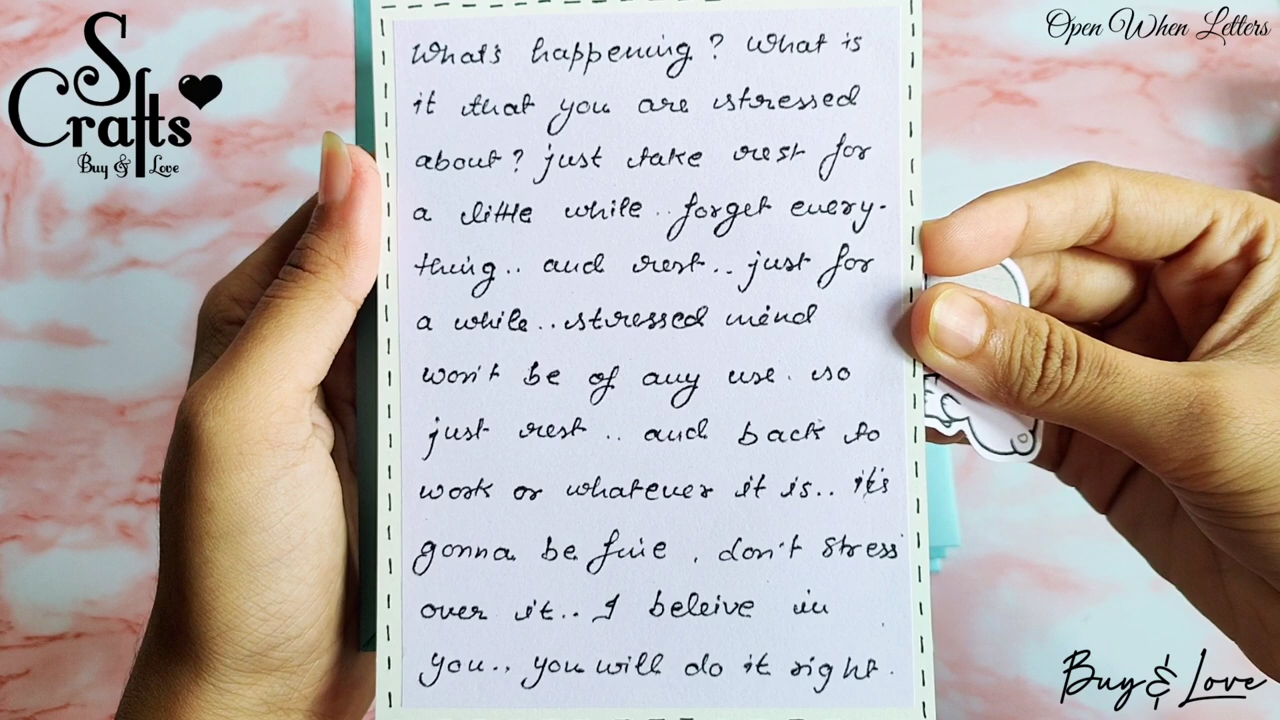 S
Crafts
Buy & Love
Open When Letters
What's happening? What is
it that you are stressed
about? just take rest for
a little while.. forget every-
thing.. and rest.. just for
a while.. stressed mind
won't be of any use. so
just rest.. and back to
work or whatever it is.. it's
gonna be fine, don't stress
over it.. I beleive in
you.. you will do it right.
Buy & Love